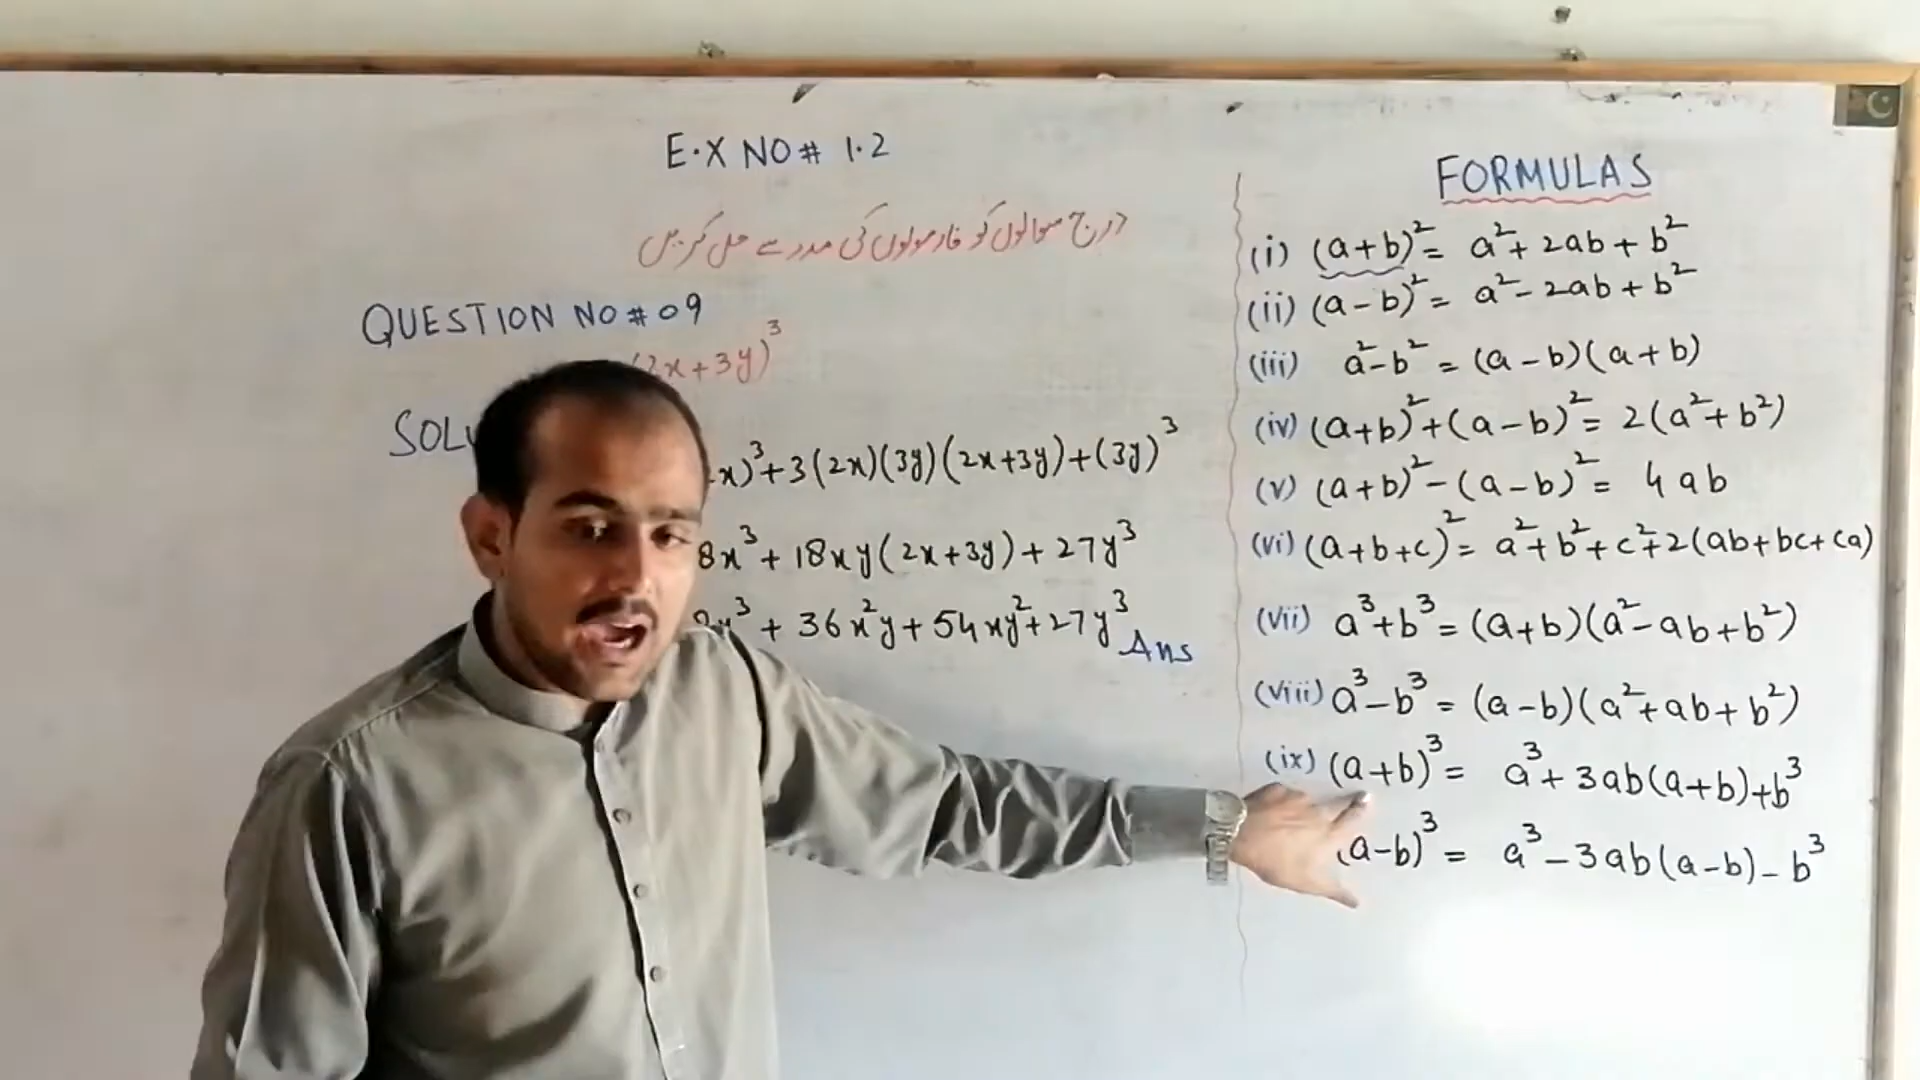 E.X NO# 1.2
درج سوالوں کو فارمولوں کی مدد سے حل کریں
QUESTION NO # 09
(2x+3y)³
SOLU
x)³+3(2x)(3y)(2x+3y)+(3y)³
8x³+18xy(2x+3y)+27y³
8x³+36x²y+54xy²+27y³ Ans
FORMULAS
(i) (a+b)²= a²+2ab+b²
(ii) (a-b)²= a²-2ab+b²
(iii) a²-b² = (a-b)(a+b)
(iv) (a+b)²+(a-b)²= 2(a²+b²)
(v) (a+b)²-(a-b)²= 4ab
(vi) (a+b+c)²= a²+b²+c²+2(ab+bc+ca)
(vii) a³+b³=(a+b)(a²-ab+b²)
(viii) a³-b³=(a-b)(a²+ab+b²)
(ix) (a+b)³= a³+3ab(a+b)+b³
(a-b)³= a³-3ab(a-b)-b³